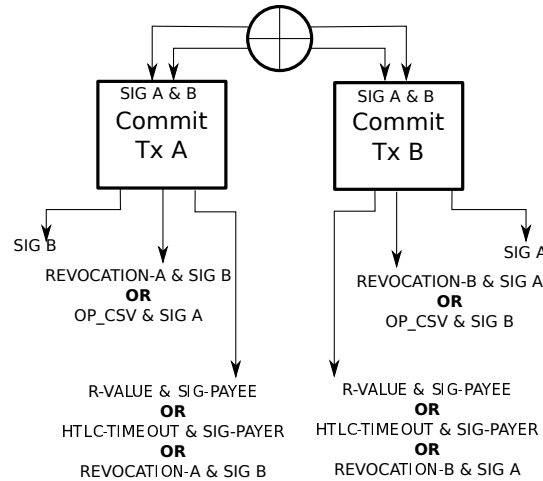 SIG A & B
Commit
Tx A
SIG A & B
Commit
Tx B
SIG B
REVOCATION-A & SIG B
OR
OP_CSV & SIG A
SIG A
REVOCATION-B & SIG A
OR
OP_CSV & SIG B
R-VALUE & SIG-PAYEE
OR
HTLC-TIMEOUT & SIG-PAYER
OR
REVOCATION-A & SIG B
R-VALUE & SIG-PAYEE
OR
HTLC-TIMEOUT & SIG-PAYER
OR
REVOCATION-B & SIG A